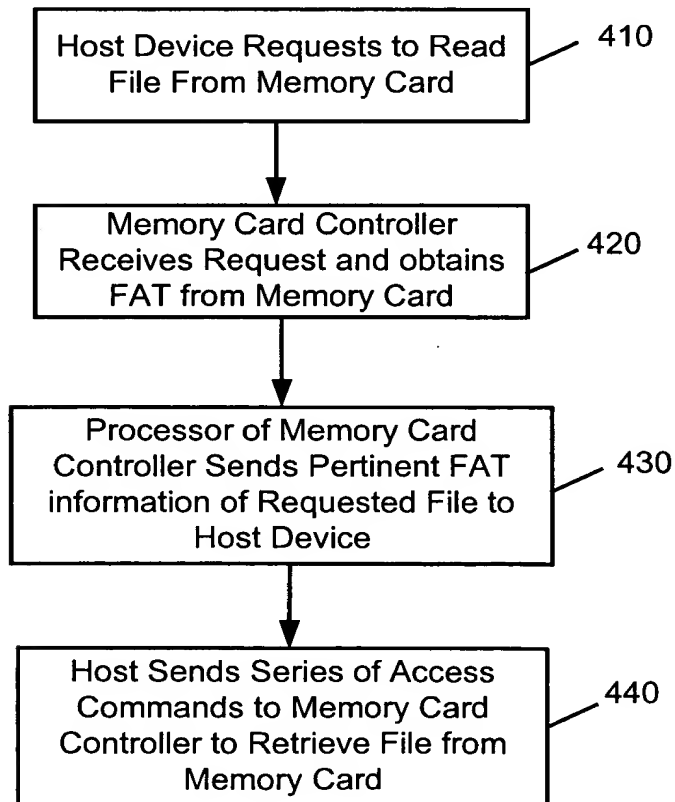 Host Device Requests to Read
File From Memory Card
410
Memory Card Controller
Receives Request and obtains
FAT from Memory Card
420
Processor of Memory Card
Controller Sends Pertinent FAT
information of Requested File to
Host Device
430
Host Sends Series of Access
Commands to Memory Card
Controller to Retrieve File from
Memory Card
440